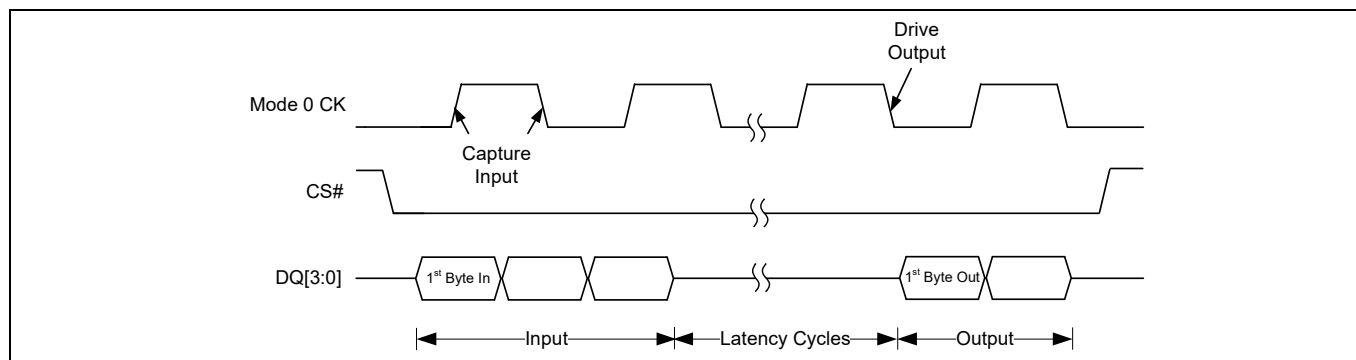 Drive
Output
Mode 0 CK
Capture
Input
CS#
DQ[3:0]
1st Byte In
1st Byte Out
Input
Latency Cycles
Output